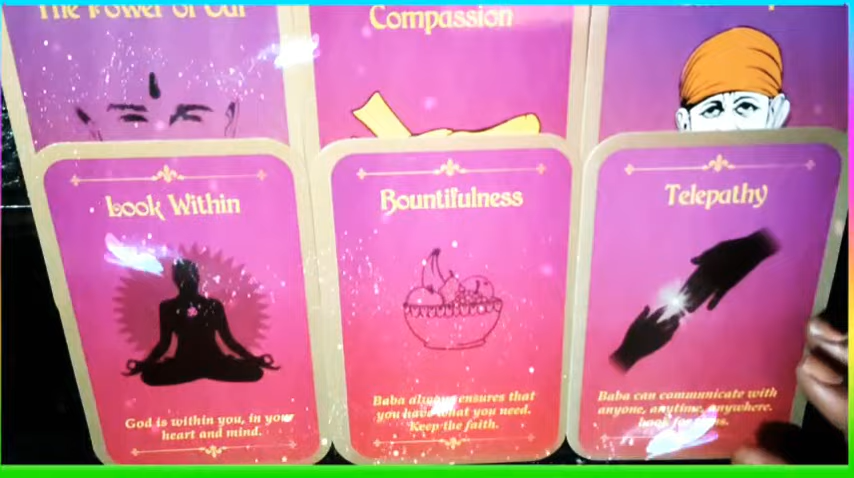 The Power of Our
Compassion
Look Within
God is within you, in your
heart and mind.
Bountifulness
Baba always ensures that
you have what you need.
Keep the faith.
Telepathy
Baba can communicate with
anyone, anytime, anywhere.